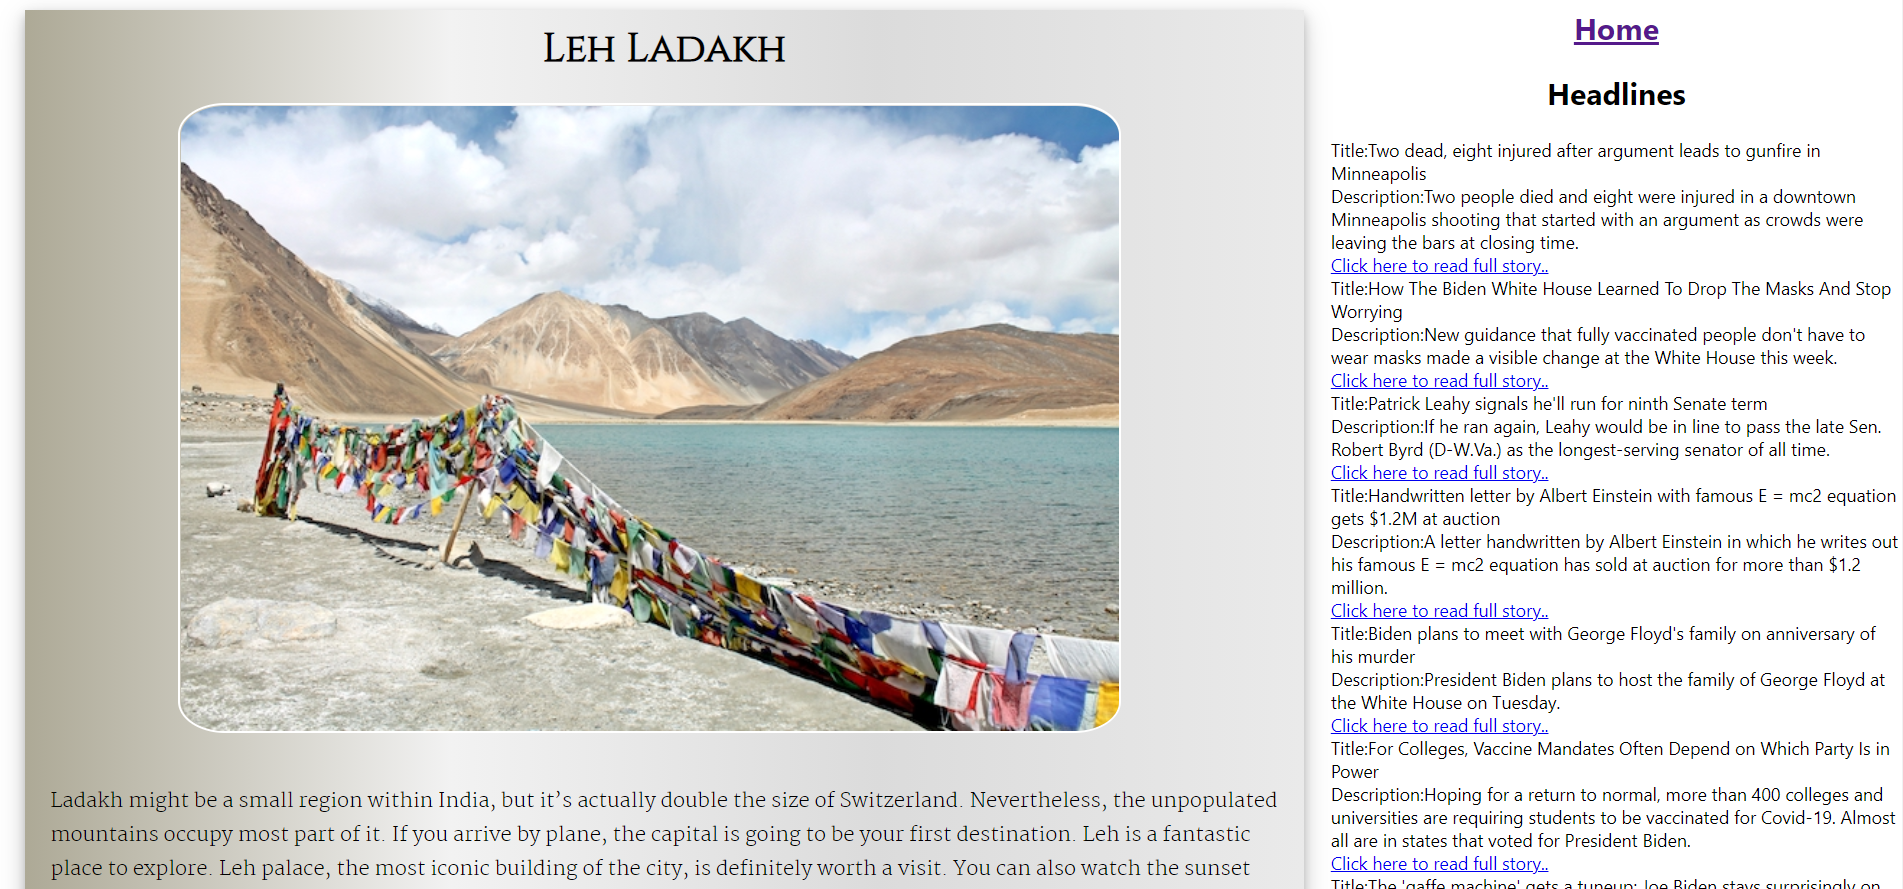 Leh Ladakh
Ladakh might be a small region within India, but it’s actually double the size of Switzerland. Nevertheless, the unpopulated
mountains occupy most part of it. If you arrive by plane, the capital is going to be your first destination. Leh is a fantastic
place to explore. Leh palace, the most iconic building of the city, is definitely worth a visit. You can also watch the sunset
Home
Headlines
Title:Two dead, eight injured after argument leads to gunfire in
Minneapolis
Description:Two people died and eight were injured in a downtown
Minneapolis shooting that started with an argument as crowds were
leaving the bars at closing time.
Click here to read full story..
Title:How The Biden White House Learned To Drop The Masks And Stop
Worrying
Description:New guidance that fully vaccinated people don't have to
wear masks made a visible change at the White House this week.
Click here to read full story..
Title:Patrick Leahy signals he'll run for ninth Senate term
Description:If he ran again, Leahy would be in line to pass the late Sen.
Robert Byrd (D-W.Va.) as the longest-serving senator of all time.
Click here to read full story..
Title:Handwritten letter by Albert Einstein with famous E = mc2 equation
gets $1.2M at auction
Description:A letter handwritten by Albert Einstein in which he writes out
his famous E = mc2 equation has sold at auction for more than $1.2
million.
Click here to read full story..
Title:Biden plans to meet with George Floyd's family on anniversary of
his murder
Description:President Biden plans to host the family of George Floyd at
the White House on Tuesday.
Click here to read full story..
Title:For Colleges, Vaccine Mandates Often Depend on Which Party Is in
Power
Description:Hoping for a return to normal, more than 400 colleges and
universities are requiring students to be vaccinated for Covid-19. Almost
all are in states that voted for President Biden.
Click here to read full story..
Title:The 'gaffe machine' gets a tuneup: Joe Biden stays surprisingly on